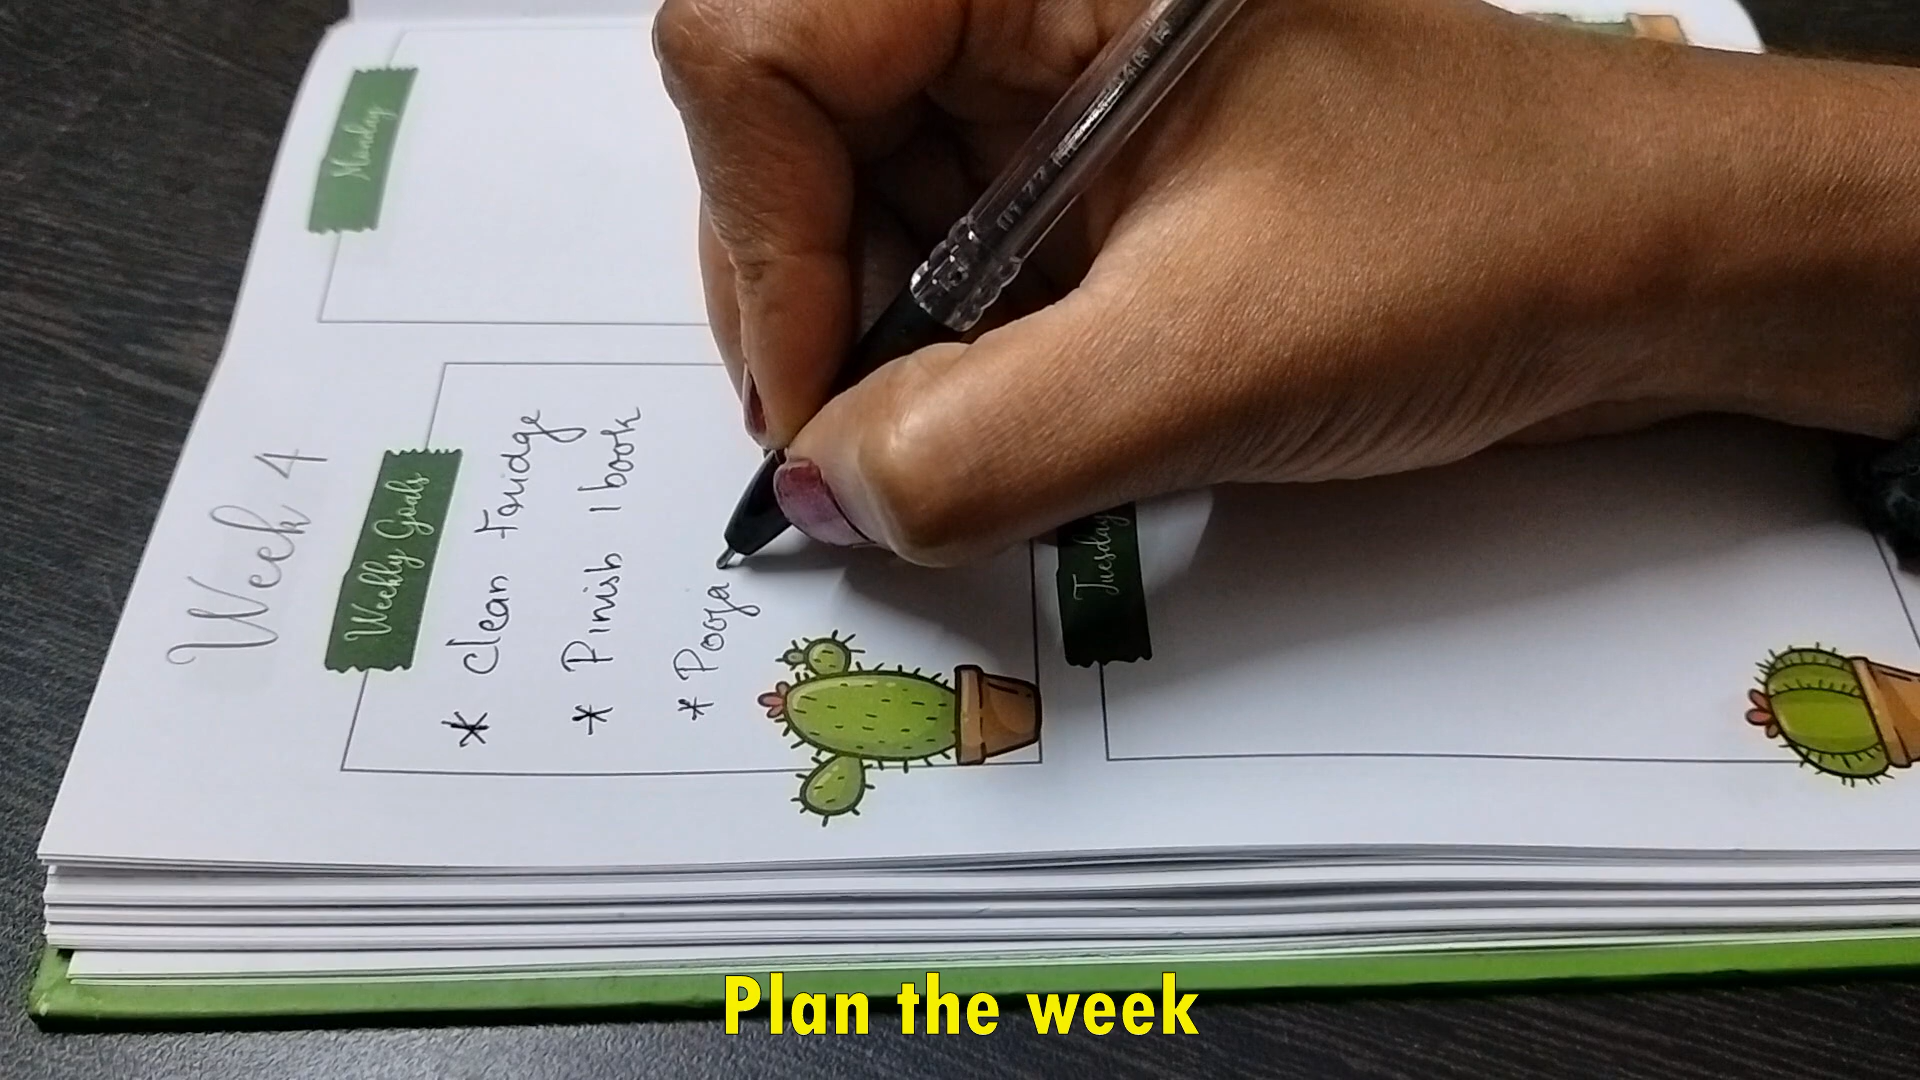 Week 4
Monday
Weekly Goals
* Clean Fridge
* Finish 1 book
* Pooja
Tuesday
Plan the week